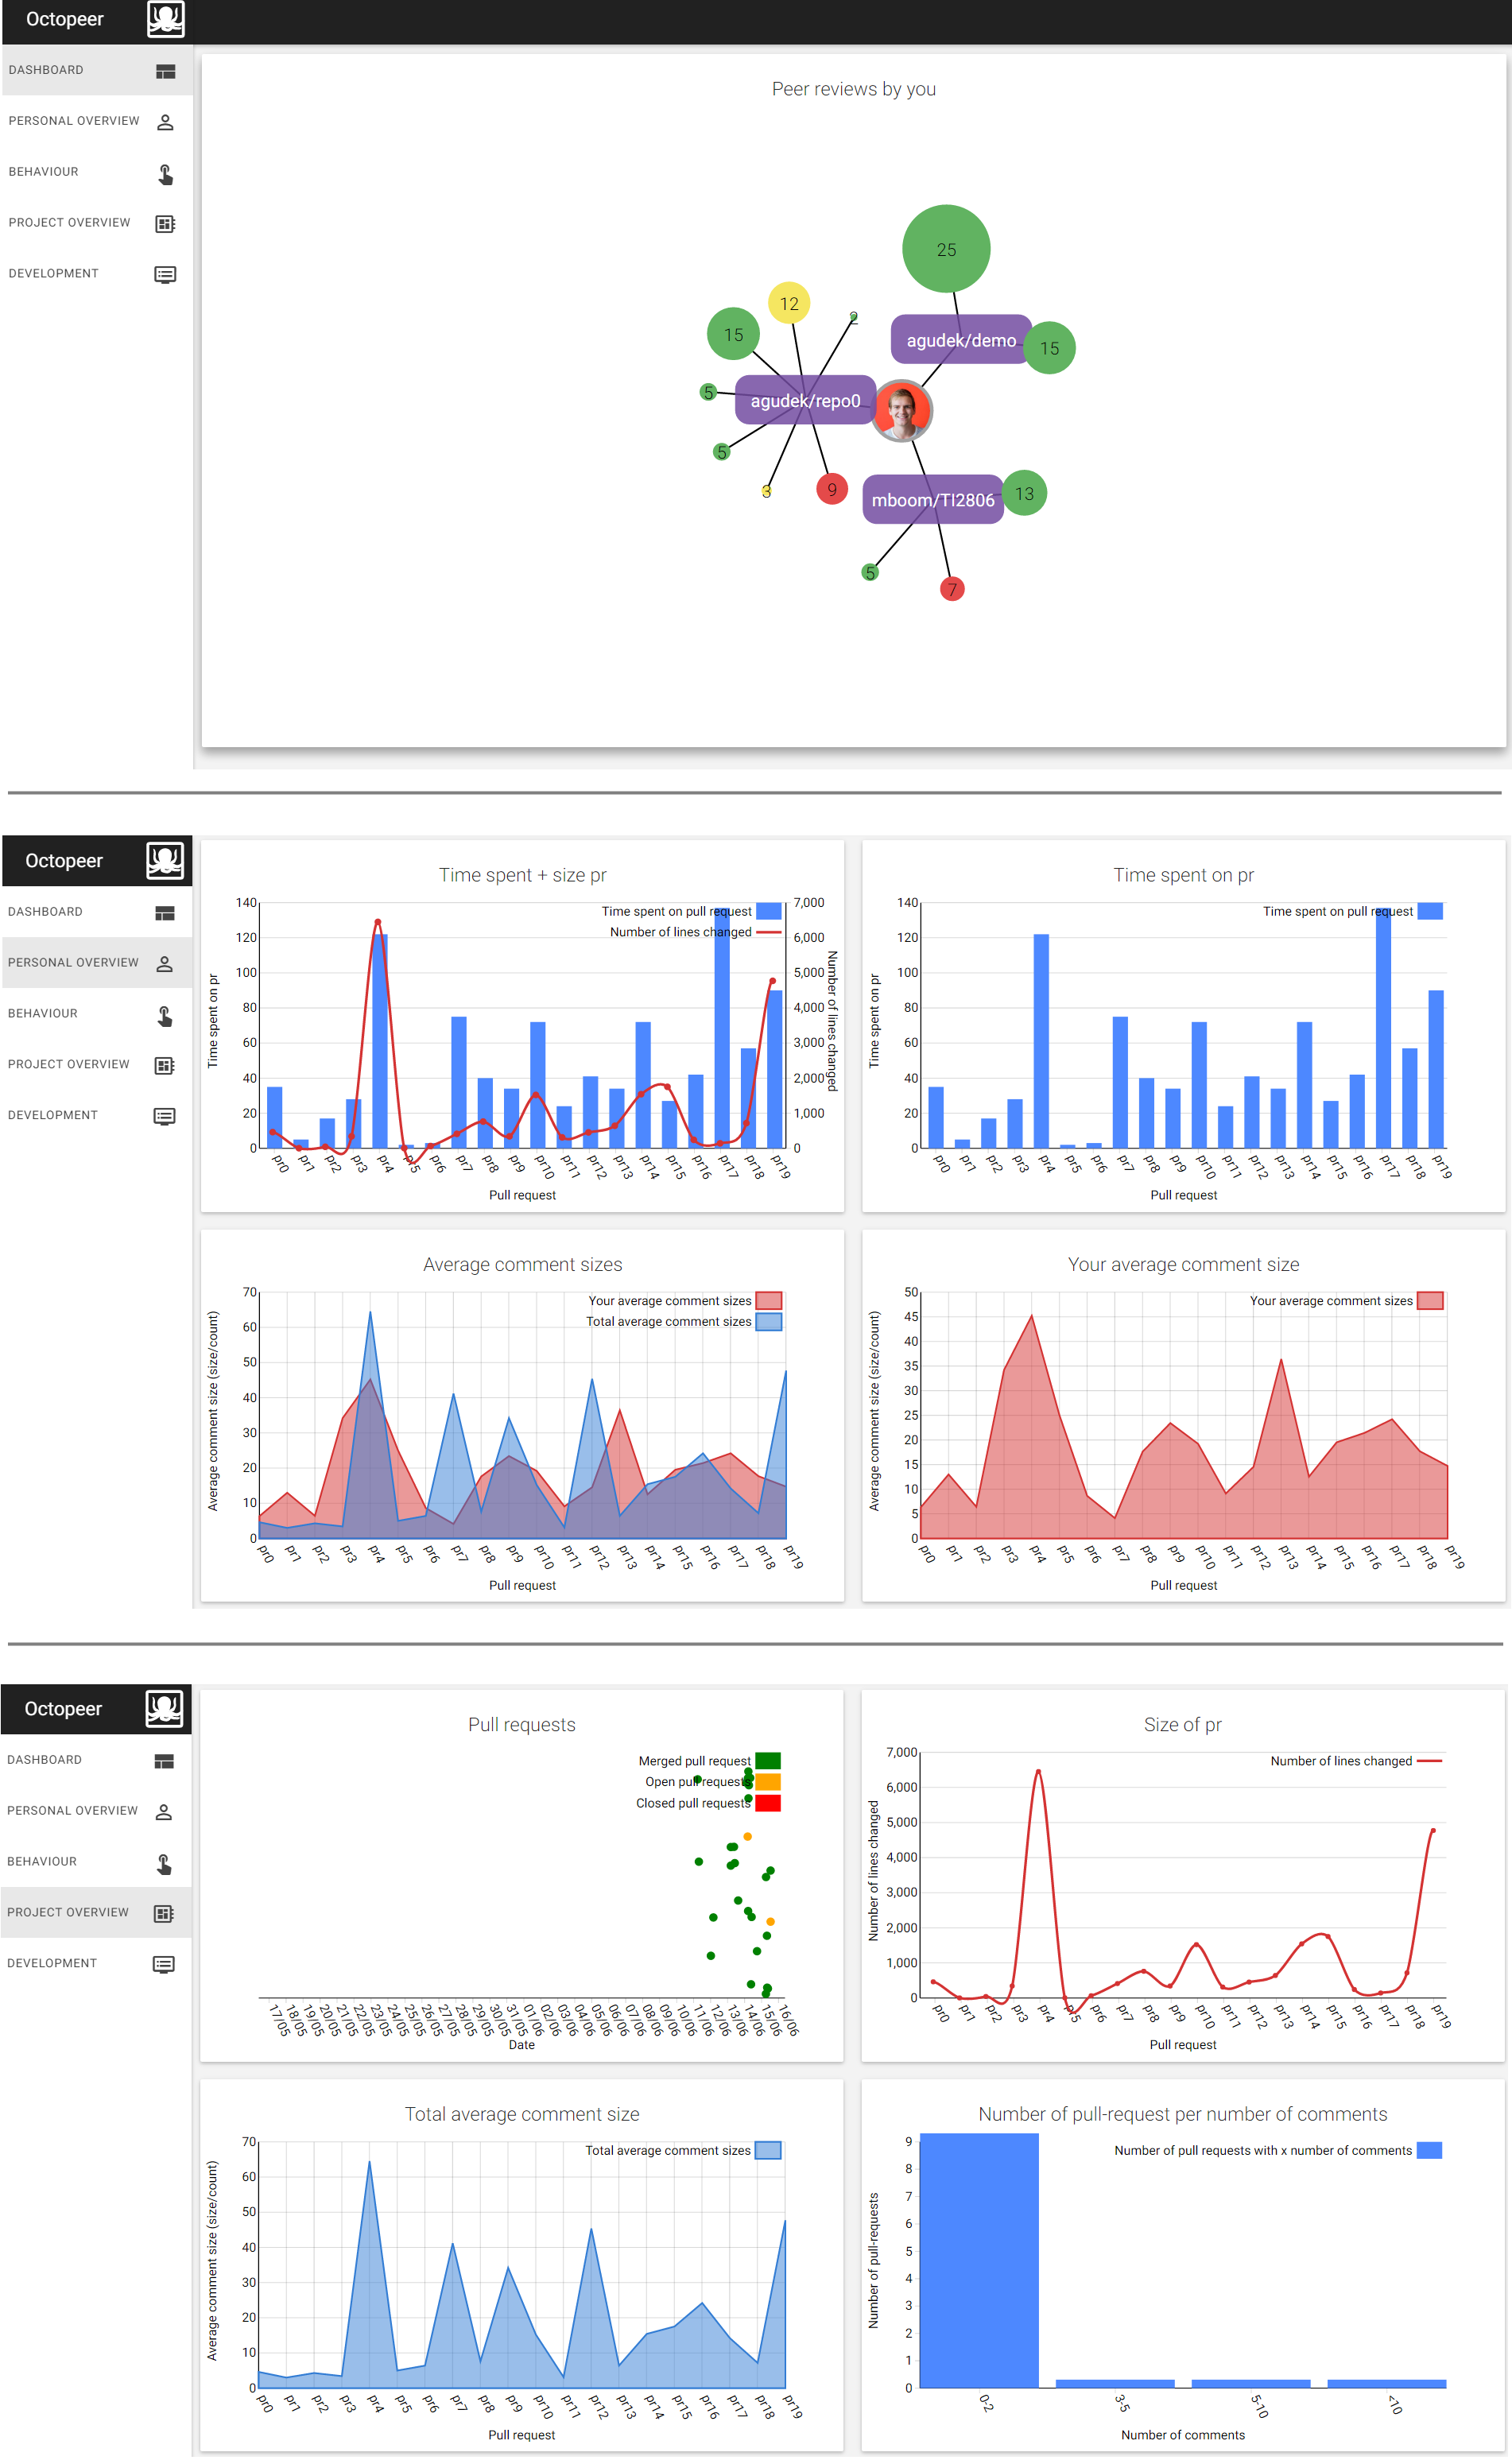 Octopeer
DASHBOARD
PERSONAL OVERVIEW
BEHAVIOUR
PROJECT OVERVIEW
DEVELOPMENT
Peer reviews by you
25
12
2
15
agudek/demo
15
5
agudek/repo0
5
3
9
mboom/TI2806
13
5
7
Octopeer
DASHBOARD
PERSONAL OVERVIEW
BEHAVIOUR
PROJECT OVERVIEW
DEVELOPMENT
Time spent + size pr
Time spent on pull request
Number of lines changed
140
120
100
80
60
40
20
0
7,000
6,000
5,000
4,000
3,000
2,000
1,000
0
Time spent on pr
Number of lines changed
pr0 pr1 pr2 pr3 pr4 pr5 pr6 pr7 pr8 pr9 pr10 pr11 pr12 pr13 pr14 pr15 pr16 pr17 pr18 pr19
Pull request
Time spent on pr
Time spent on pull request
140
120
100
80
60
40
20
0
Time spent on pr
pr0 pr1 pr2 pr3 pr4 pr5 pr6 pr7 pr8 pr9 pr10 pr11 pr12 pr13 pr14 pr15 pr16 pr17 pr18 pr19
Pull request
Average comment sizes
Your average comment sizes
Total average comment sizes
70
60
50
40
30
20
10
0
Average comment size (size/count)
pr0 pr1 pr2 pr3 pr4 pr5 pr6 pr7 pr8 pr9 pr10 pr11 pr12 pr13 pr14 pr15 pr16 pr17 pr18 pr19
Pull request
Your average comment size
Your average comment sizes
50
45
40
35
30
25
20
15
10
5
0
Average comment size (size/count)
pr0 pr1 pr2 pr3 pr4 pr5 pr6 pr7 pr8 pr9 pr10 pr11 pr12 pr13 pr14 pr15 pr16 pr17 pr18 pr19
Pull request
Octopeer
DASHBOARD
PERSONAL OVERVIEW
BEHAVIOUR
PROJECT OVERVIEW
DEVELOPMENT
Pull requests
Merged pull request
Open pull requests
Closed pull requests
17/05 18/05 19/05 20/05 21/05 22/05 23/05 24/05 25/05 26/05 27/05 28/05 29/05 30/05 31/05 01/06 02/06 03/06 04/06 05/06 06/06 07/06 08/06 09/06 10/06 11/06 12/06 13/06 14/06 15/06 16/06
Date
Size of pr
Number of lines changed
7,000
6,000
5,000
4,000
3,000
2,000
1,000
0
Number of lines changed
pr0 pr1 pr2 pr3 pr4 pr5 pr6 pr7 pr8 pr9 pr10 pr11 pr12 pr13 pr14 pr15 pr16 pr17 pr18 pr19
Pull request
Total average comment size
Total average comment sizes
70
60
50
40
30
20
10
0
Average comment size (size/count)
pr0 pr1 pr2 pr3 pr4 pr5 pr6 pr7 pr8 pr9 pr10 pr11 pr12 pr13 pr14 pr15 pr16 pr17 pr18 pr19
Pull request
Number of pull-request per number of comments
Number of pull requests with x number of comments
9
8
7
6
5
4
3
2
1
0
Number of pull-requests
0-2 3-5 5-10 <10
Number of comments